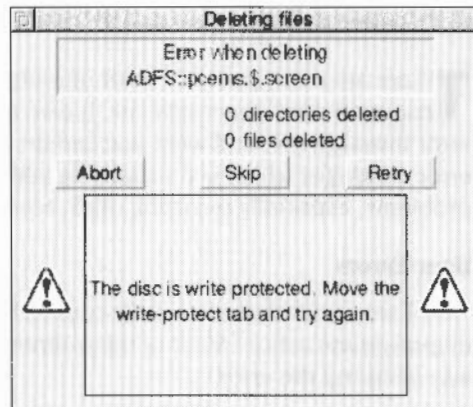 Deleting files
Error when deleting
ADFS::pcemis.$.screen
0 directories deleted
0 files deleted
Abort Skip Retry
The disc is write protected. Move the
write-protect tab and try again.